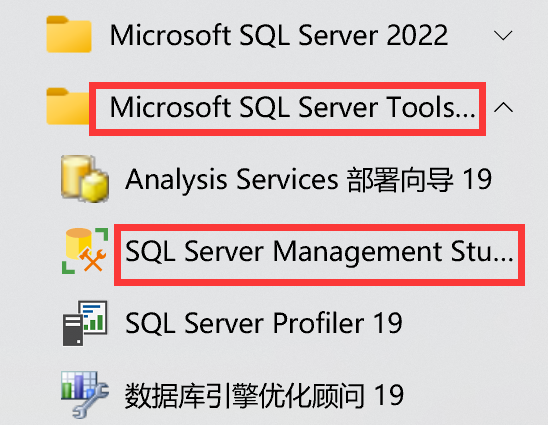 Microsoft SQL Server 2022
Microsoft SQL Server Tools...
Analysis Services 部署向导 19
SQL Server Management Stu...
SQL Server Profiler 19
数据库引擎优化顾问 19